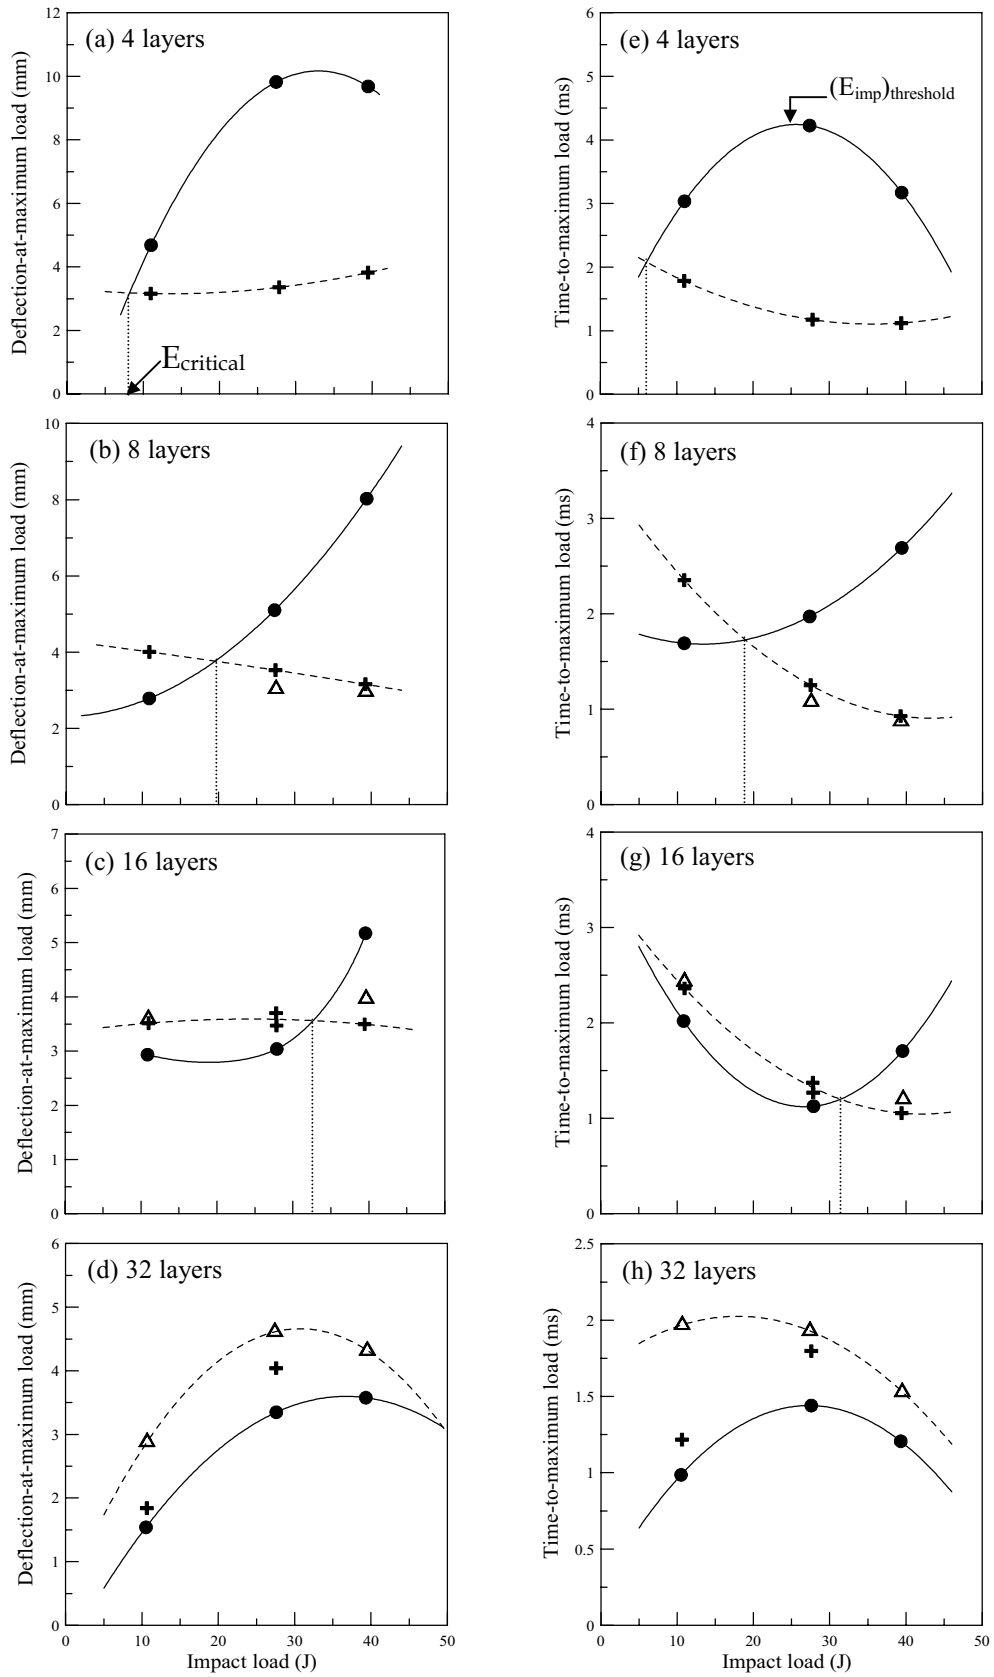 (a) 4 layers
Deflection-at-maximum load (mm)
12
10
8
6
4
2
0
E_critical
(e) 4 layers
Time-to-maximum load (ms)
6
5
4
3
2
1
0
(E_imp)_threshold
(b) 8 layers
Deflection-at-maximum load (mm)
10
8
6
4
2
0
(f) 8 layers
Time-to-maximum load (ms)
4
3
2
1
0
(c) 16 layers
Deflection-at-maximum load (mm)
7
6
5
4
3
2
1
0
(g) 16 layers
Time-to-maximum load (ms)
4
3
2
1
0
(d) 32 layers
Deflection-at-maximum load (mm)
6
5
4
3
2
1
0
0 10 20 30 40 50
Impact load (J)
(h) 32 layers
Time-to-maximum load (ms)
2.5
2
1.5
1
0.5
0
0 10 20 30 40 50
Impact load (J)